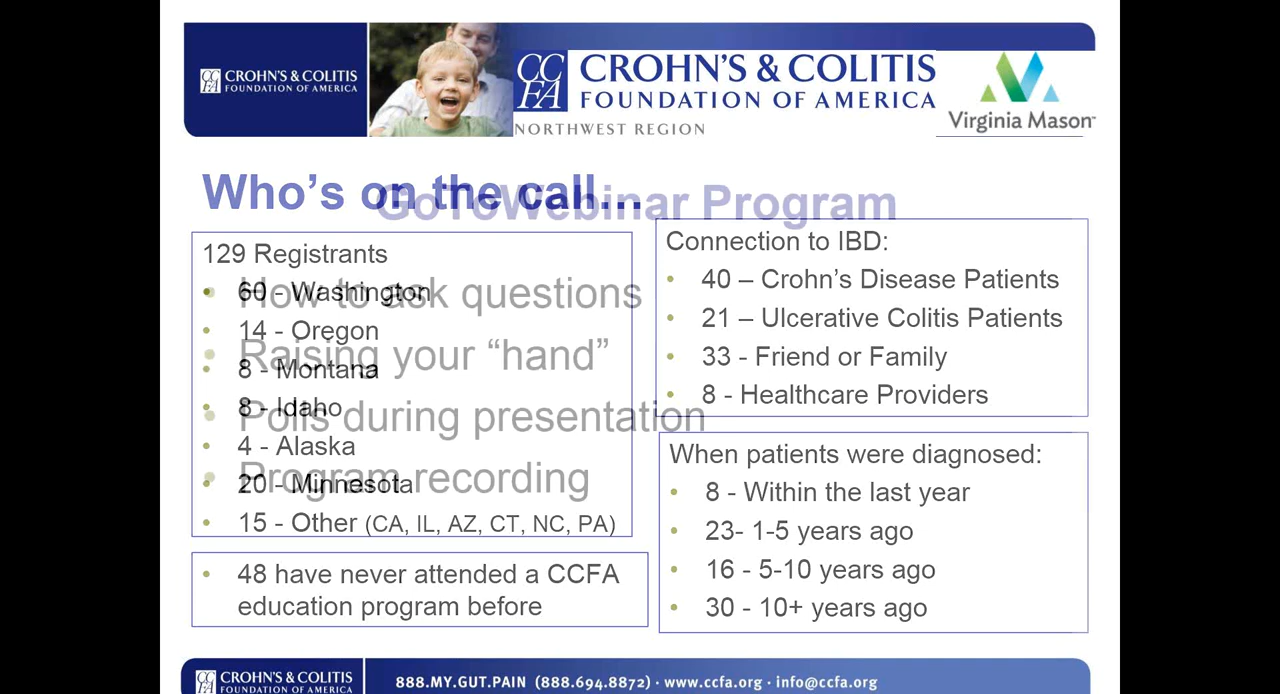 CROHN'S & COLITIS
FOUNDATION OF AMERICA
CCFA
CROHN'S & COLITIS
FOUNDATION OF AMERICA
NORTHWEST REGION
Virginia Mason™
Who's on the call...
GoToWebinar Program
129 Registrants
• 60 - Washington
• 14 - Oregon
• 8 - Montana
• 8 - Idaho
• 4 - Alaska
• 20 - Minnesota
• 15 - Other (CA, IL, AZ, CT, NC, PA)
• How to ask questions
• Raising your “hand”
• Polls during presentation
• Program recording
• 48 have never attended a CCFA
education program before
Connection to IBD:
• 40 – Crohn’s Disease Patients
• 21 – Ulcerative Colitis Patients
• 33 - Friend or Family
• 8 - Healthcare Providers
When patients were diagnosed:
• 8 - Within the last year
• 23- 1-5 years ago
• 16 - 5-10 years ago
• 30 - 10+ years ago
CROHN'S & COLITIS
FOUNDATION OF AMERICA
888.MY.GUT.PAIN (888.694.8872) · www.ccfa.org · info@ccfa.org